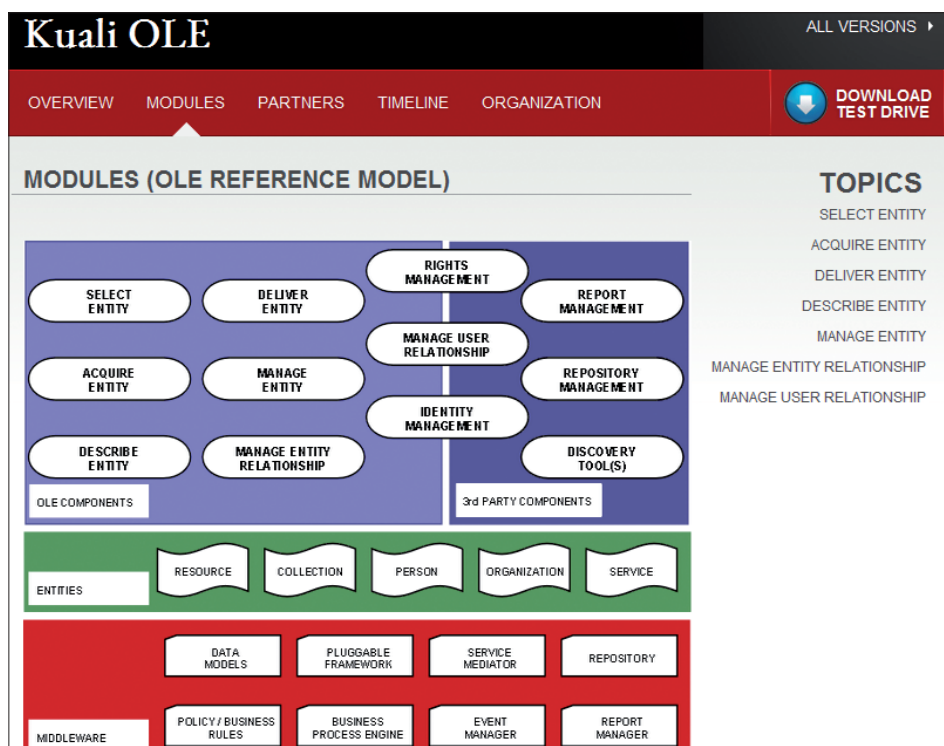 Kuali OLE
ALL VERSIONS
OVERVIEW MODULES PARTNERS TIMELINE ORGANIZATION
DOWNLOAD
TEST DRIVE
MODULES (OLE REFERENCE MODEL)
SELECT
ENTITY
DELIVER
ENTITY
RIGHTS
MANAGEMENT
REPORT
MANAGEMENT
MANAGE USER
RELATIONSHIP
ACQUIRE
ENTITY
MANAGE
ENTITY
REPOSITORY
MANAGEMENT
IDENTITY
MANAGEMENT
DESCRIBE
ENTITY
MANAGE ENTITY
RELATIONSHIP
DISCOVERY
TOOL(S)
OLE COMPONENTS
3rd PARTY COMPONENTS
RESOURCE
COLLECTION
PERSON
ORGANIZATION
SERVICE
ENTITIES
DATA
MODELS
PLUGGABLE
FRAMEWORK
SERVICE
MEDIATOR
REPOSITORY
POLICY / BUSINESS
RULES
BUSINESS
PROCESS ENGINE
EVENT
MANAGER
REPORT
MANAGER
MIDDLEWARE
TOPICS
SELECT ENTITY
ACQUIRE ENTITY
DELIVER ENTITY
DESCRIBE ENTITY
MANAGE ENTITY
MANAGE ENTITY RELATIONSHIP
MANAGE USER RELATIONSHIP